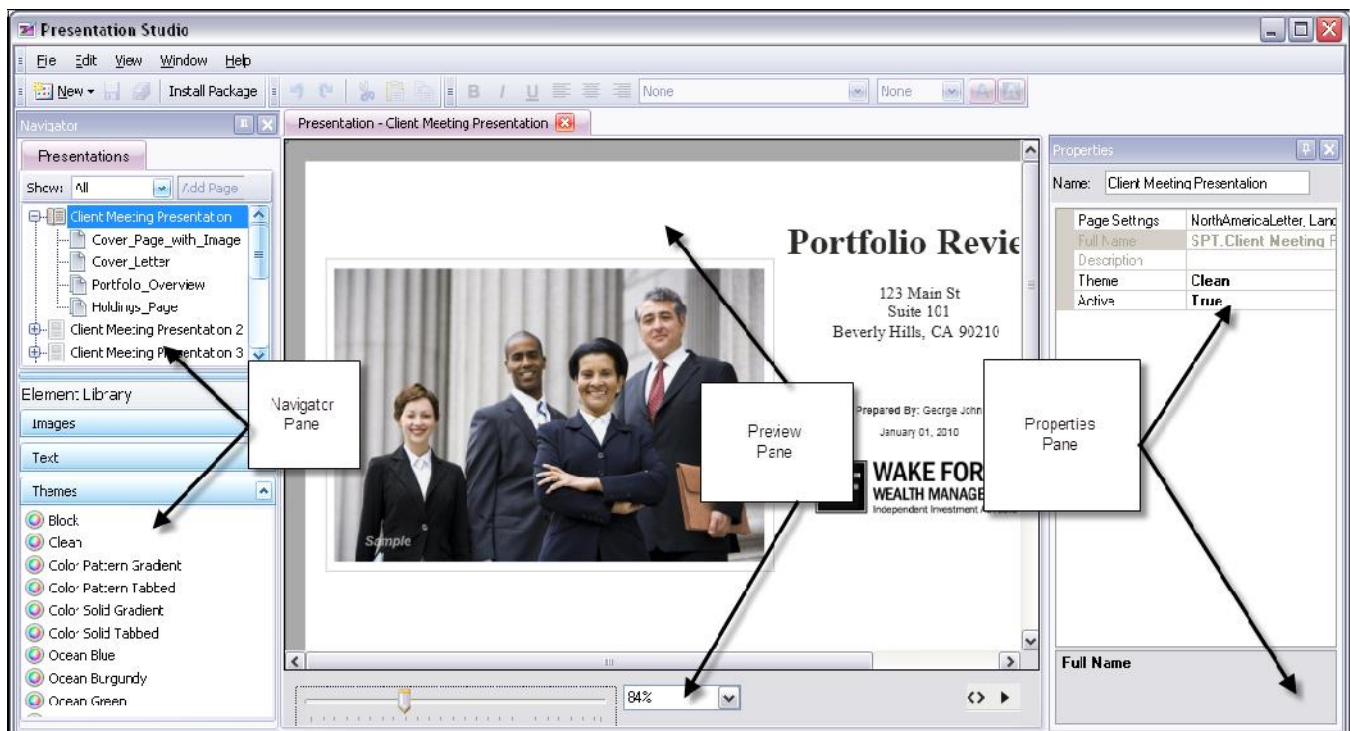 Presentation Studio
File Edit View Window Help
New Install Package B I U None None
Navigator
Presentations
Show: All Add Page
Client Meeting Presentation
Cover_Page_with_Image
Cover_Letter
Portfolio_Overview
Holdings_Page
Client Meeting Presentation 2
Client Meeting Presentation 3
Element Library
Images
Text
Themes
Block
Clean
Color Pattern Gradient
Color Pattern Tabbed
Color Solid Gradient
Color Solid Tabbed
Ocean Blue
Ocean Burgundy
Ocean Green
Navigator
Pane
Presentation - Client Meeting Presentation
Portfolio Revie
123 Main St
Suite 101
Beverly Hills, CA 90210
Prepared By: George John
January 01, 2010
WAKE FOR
WEALTH MANAGE
Independent Investment
Sample
Preview
Pane
84%
Properties
Name: Client Meeting Presentation
Page Settings NorthAmericaLetter, Land
Full Name SPT.Client Meeting P
Description
Theme Clean
Active True
Properties
Pane
Full Name